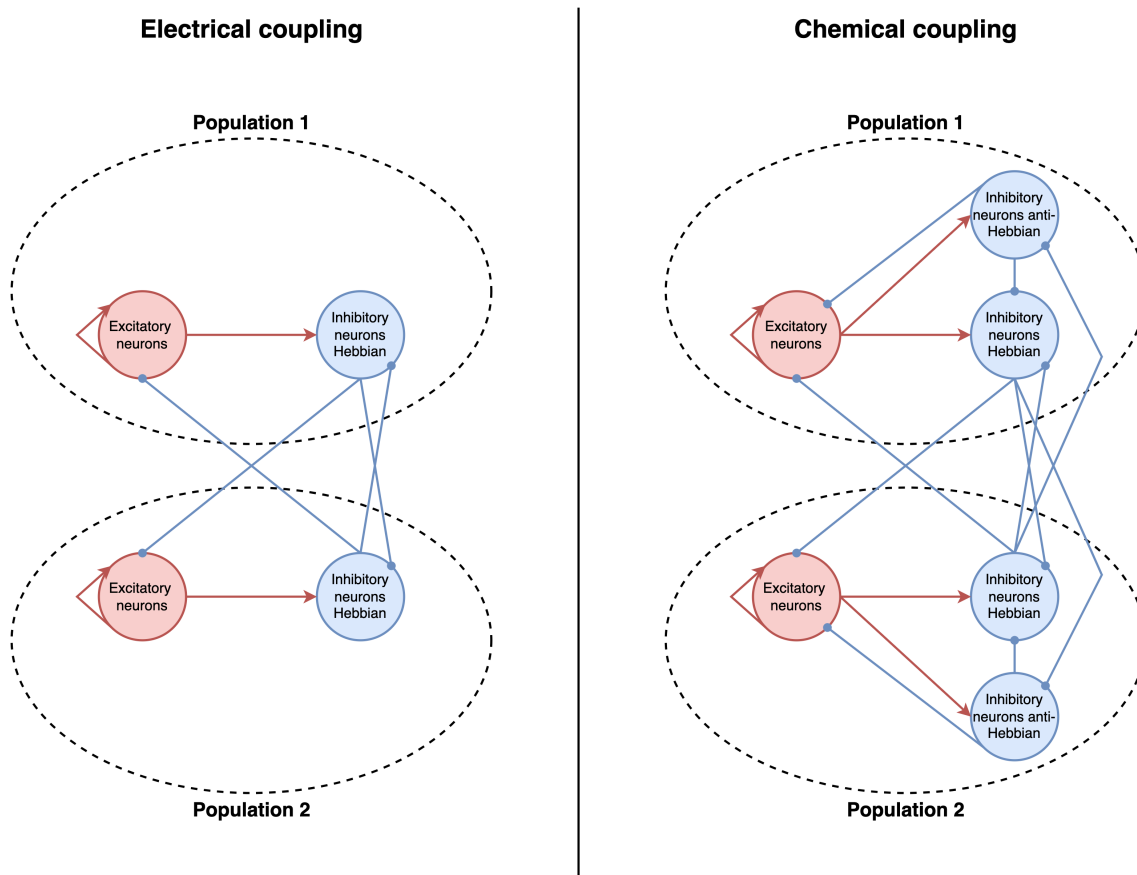 Electrical coupling
Population 1
Excitatory
neurons
Inhibitory
neurons
Hebbian
Excitatory
neurons
Inhibitory
neurons
Hebbian
Population 2
Chemical coupling
Population 1
Inhibitory
neurons anti-
Hebbian
Excitatory
neurons
Inhibitory
neurons
Hebbian
Excitatory
neurons
Inhibitory
neurons
Hebbian
Inhibitory
neurons anti-
Hebbian
Population 2